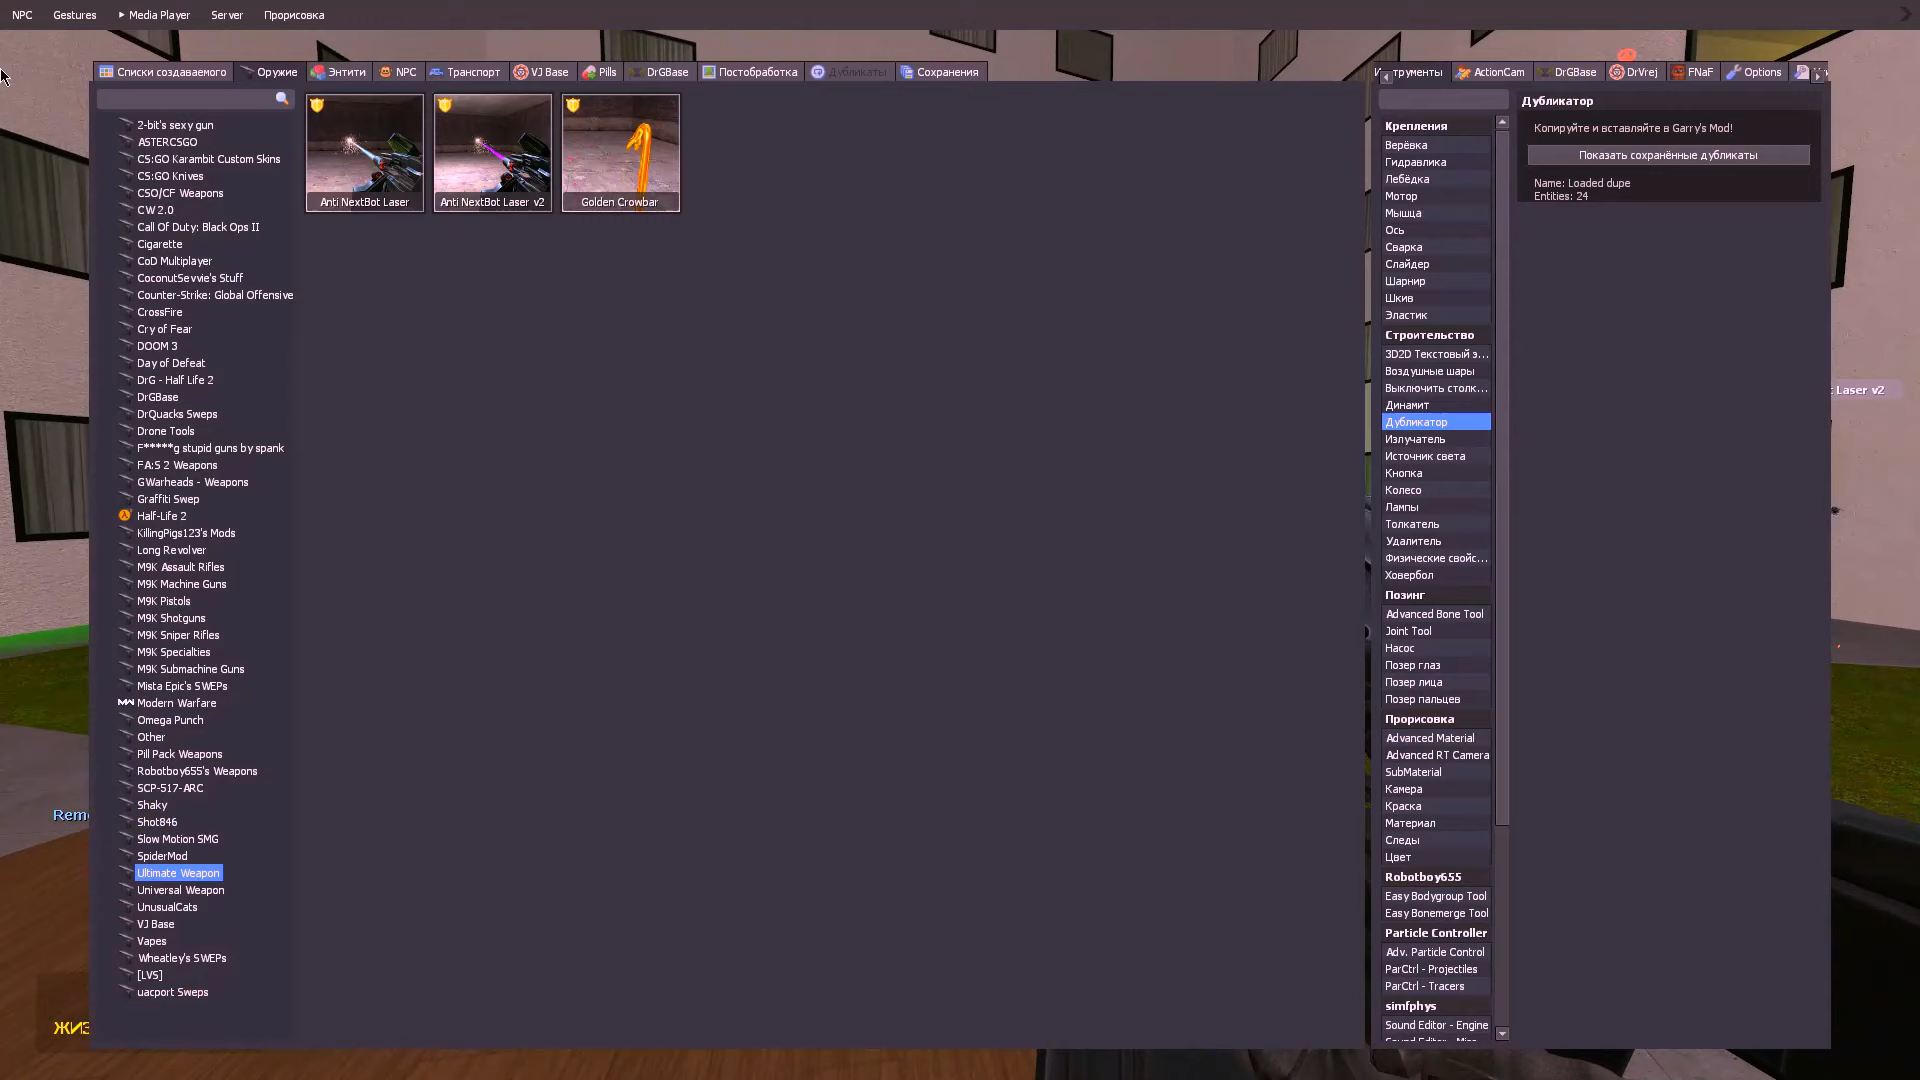 NPC
Gestures
Media Player
Server
Прорисовка
Списки создаваемого
Оружие
Энтити
NPC
Транспорт
VJ Base
Pills
DrGBase
Постобработка
Дубликаты
Сохранения
2-bit's sexy gun
ASTERCSGO
CS:GO Karambit Custom Skins
CS:GO Knives
CSO/CF Weapons
CW 2.0
Call Of Duty: Black Ops II
Cigarette
CoD Multiplayer
CoconutSevvie's Stuff
Counter-Strike: Global Offensive
CrossFire
Cry of Fear
DOOM 3
Day of Defeat
DrG - Half Life 2
DrGBase
DrQuacks Sweps
Drone Tools
F*****g stupid guns by spank
FA:S 2 Weapons
GWarheads - Weapons
Graffiti Swep
Half-Life 2
KillingPigs123's Mods
Long Revolver
M9K Assault Rifles
M9K Machine Guns
M9K Pistols
M9K Shotguns
M9K Sniper Rifles
M9K Specialties
M9K Submachine Guns
Mista Epic's SWEPs
Modern Warfare
Omega Punch
Other
Pill Pack Weapons
Robotboy655's Weapons
SCP-517-ARC
Shaky
Shot846
Slow Motion SMG
SpiderMod
Ultimate Weapon
Universal Weapon
UnusualCats
VJ Base
Vapes
Wheatley's SWEPs
[LVS]
uacport Sweps
Anti NextBot Laser
Anti NextBot Laser v2
Golden Crowbar
ActionCam
DrGBase
DrVrej
FNaF
Options
Крепления
Верёвка
Гидравлика
Лебёдка
Мотор
Мышца
Ось
Сварка
Слайдер
Шарнир
Шкив
Эластик
Строительство
3D2D Текстовый э...
Воздушные шары
Выключить столк...
Динамит
Дубликатор
Излучатель
Источник света
Кнопка
Колесо
Лампы
Толкатель
Удалитель
Физические свойс...
Ховербол
Позинг
Advanced Bone Tool
Joint Tool
Насос
Позер глаз
Позер лица
Позер пальцев
Прорисовка
Advanced Material
Advanced RT Camera
SubMaterial
Камера
Краска
Материал
Следы
Цвет
Robotboy655
Easy Bodygroup Tool
Easy Bonemerge Tool
Particle Controller
Adv. Particle Control
ParCtrl - Projectiles
ParCtrl - Tracers
simfphys
Sound Editor - Engine
Дубликатор
Копируйте и вставляйте в Garry's Mod!
Показать сохранённые дубликаты
Name: Loaded dupe
Entities: 24
Laser v2